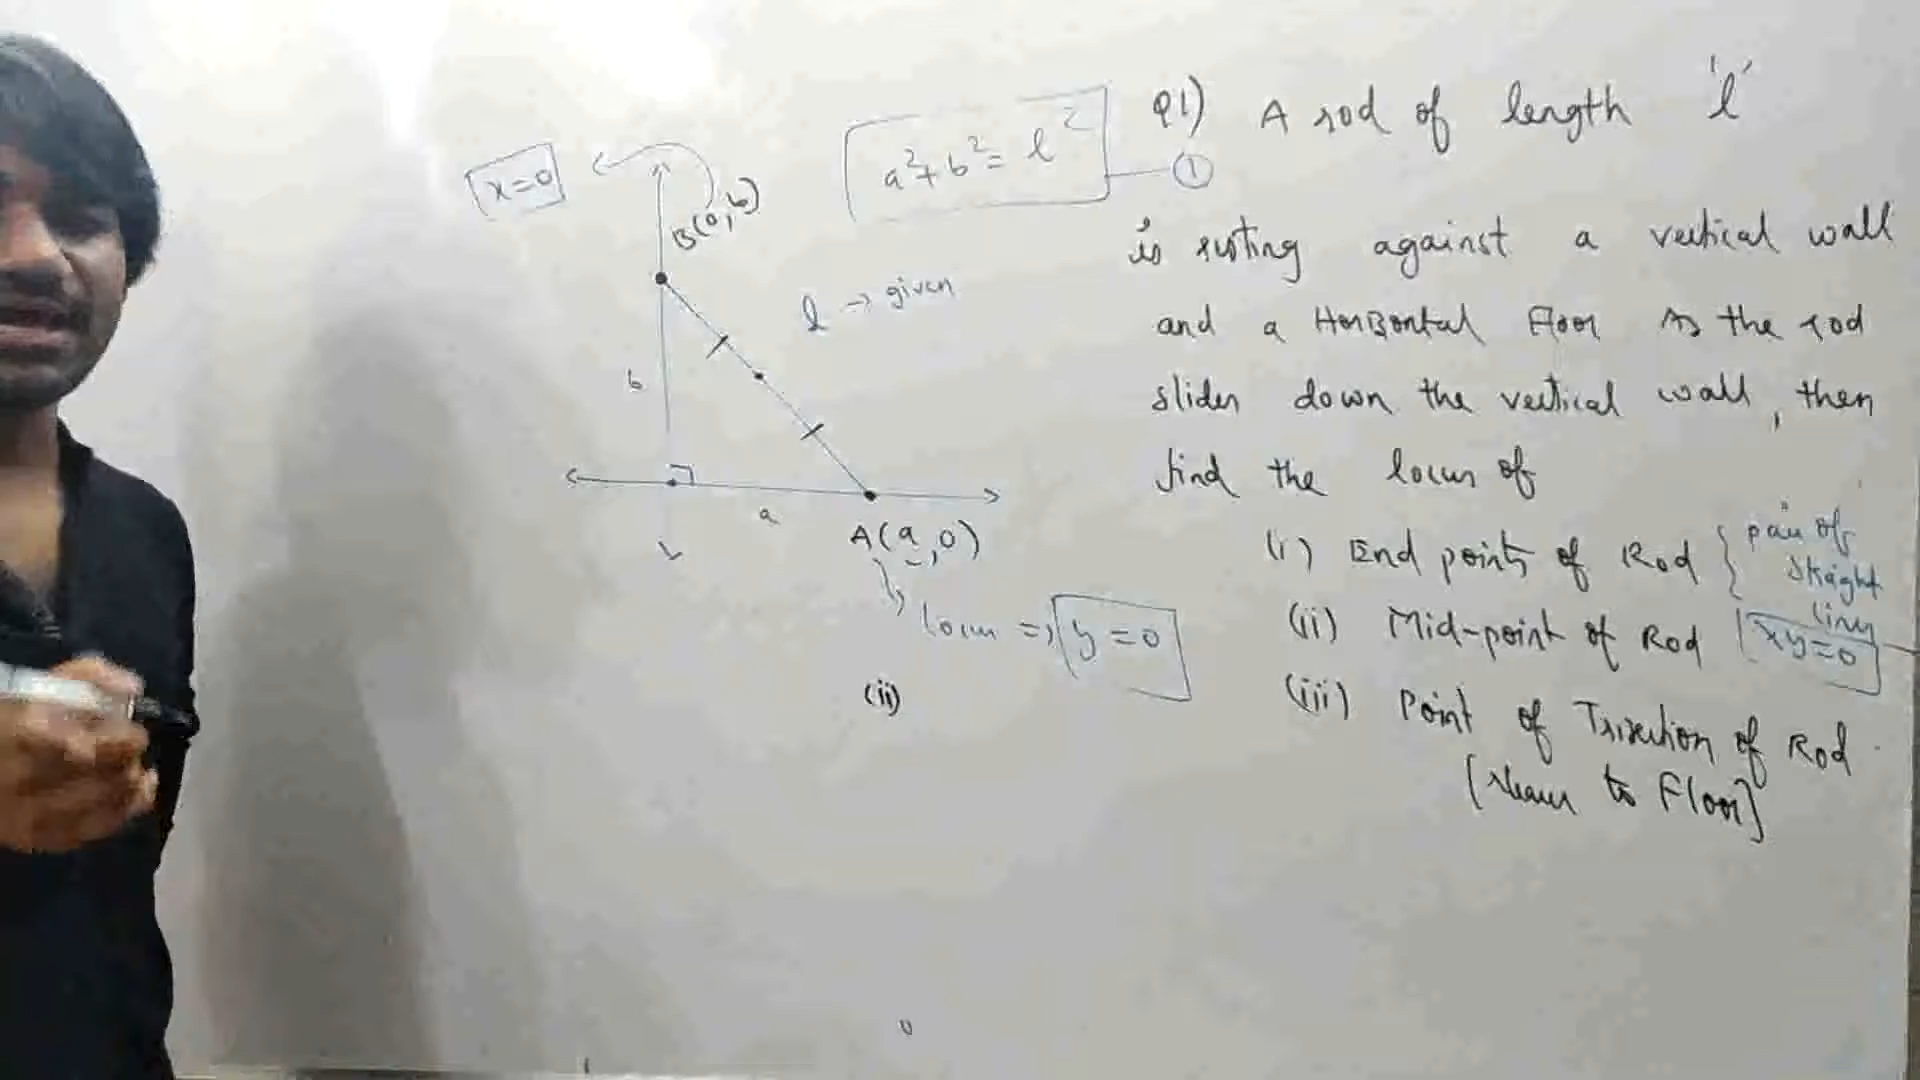 Q1) A rod of length 'l'
is resting against a vertical wall
and a Horizontal Floor As the rod
slides down the vertical wall, then
find the locus of
(i) End points of Rod { pair of
straight
lines
xy=0
(ii) Mid-point of Rod
(iii) Point of Trisection of Rod
to Floor]
a²+b²=l² — ①
x=0
B(0,b)
l → given
b
a
A(a,0)
locus => y=0
(ii)